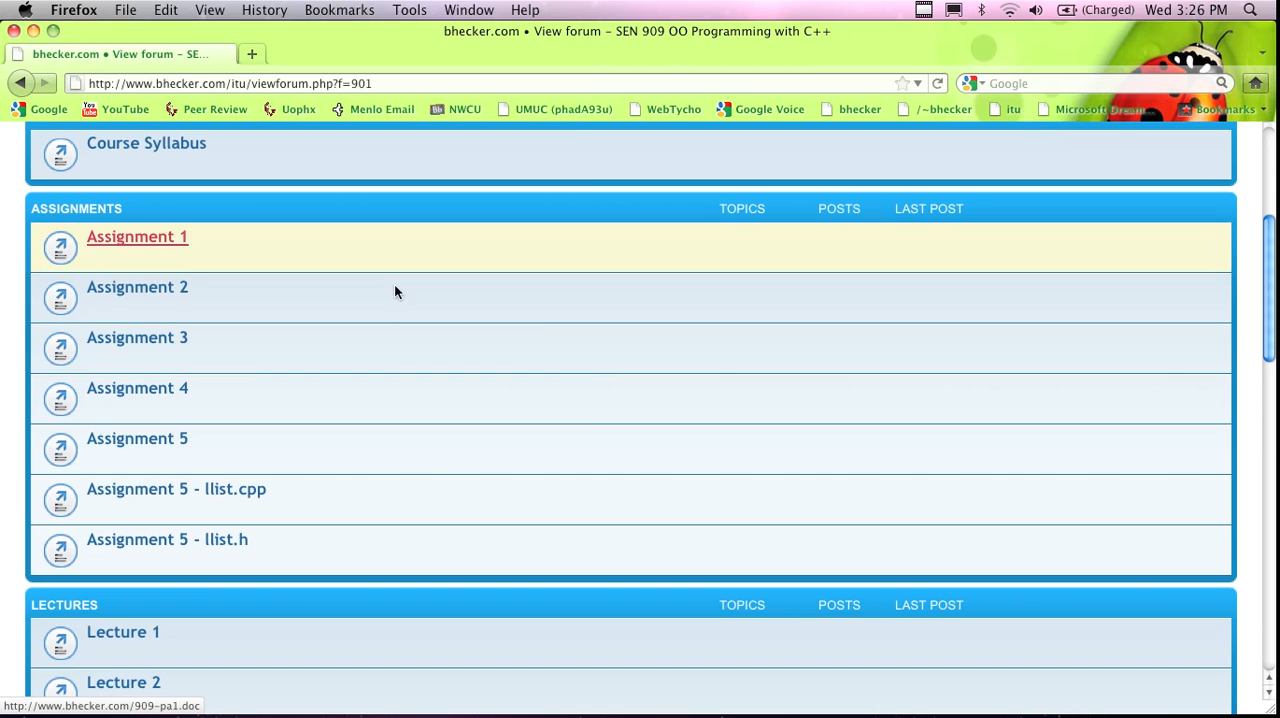 Firefox File Edit View History Bookmarks Tools Window Help (Charged) Wed 3:26 PM
bhecker.com • View forum – SEN 909 OO Programming with C++
bhecker.com • View forum – SE... +
http://www.bhecker.com/itu/viewforum.php?f=901 Google
Google YouTube Peer Review Uophx Menlo Email NWCU UMUC (phadA93u) WebTycho Google Voice bhecker /~bhecker itu Microsoft Dream... Bookmarks
Course Syllabus
ASSIGNMENTS TOPICS POSTS LAST POST
Assignment 1
Assignment 2
Assignment 3
Assignment 4
Assignment 5
Assignment 5 - llist.cpp
Assignment 5 - llist.h
LECTURES TOPICS POSTS LAST POST
Lecture 1
Lecture 2
http://www.bhecker.com/909-pa1.doc